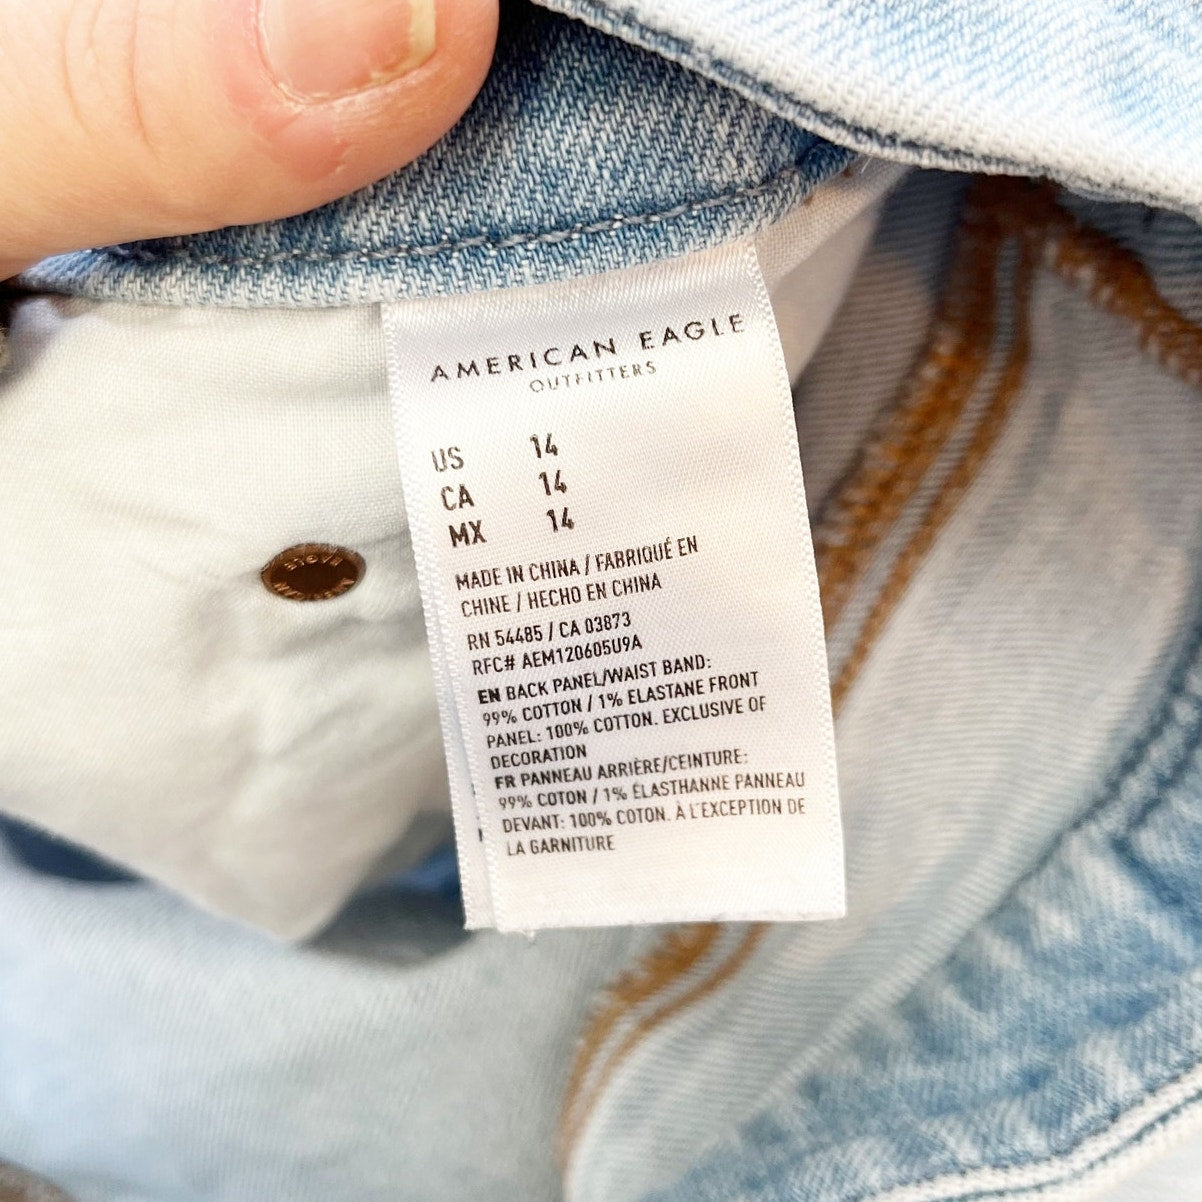 AMERICAN EAGLE
OUTFITTERS
US 14
CA 14
MX 14
MADE IN CHINA / FABRIQUÉ EN
CHINE / HECHO EN CHINA
RN 54485 / CA 03873
RFC# AEM120605U9A
EN BACK PANEL/WAIST BAND:
99% COTTON / 1% ELASTANE FRONT
PANEL: 100% COTTON. EXCLUSIVE OF
DECORATION
FR PANNEAU ARRIÈRE/CEINTURE:
99% COTON / 1% ÉLASTHANNE PANNEAU
DEVANT: 100% COTON. À L'EXCEPTION DE
LA GARNITURE